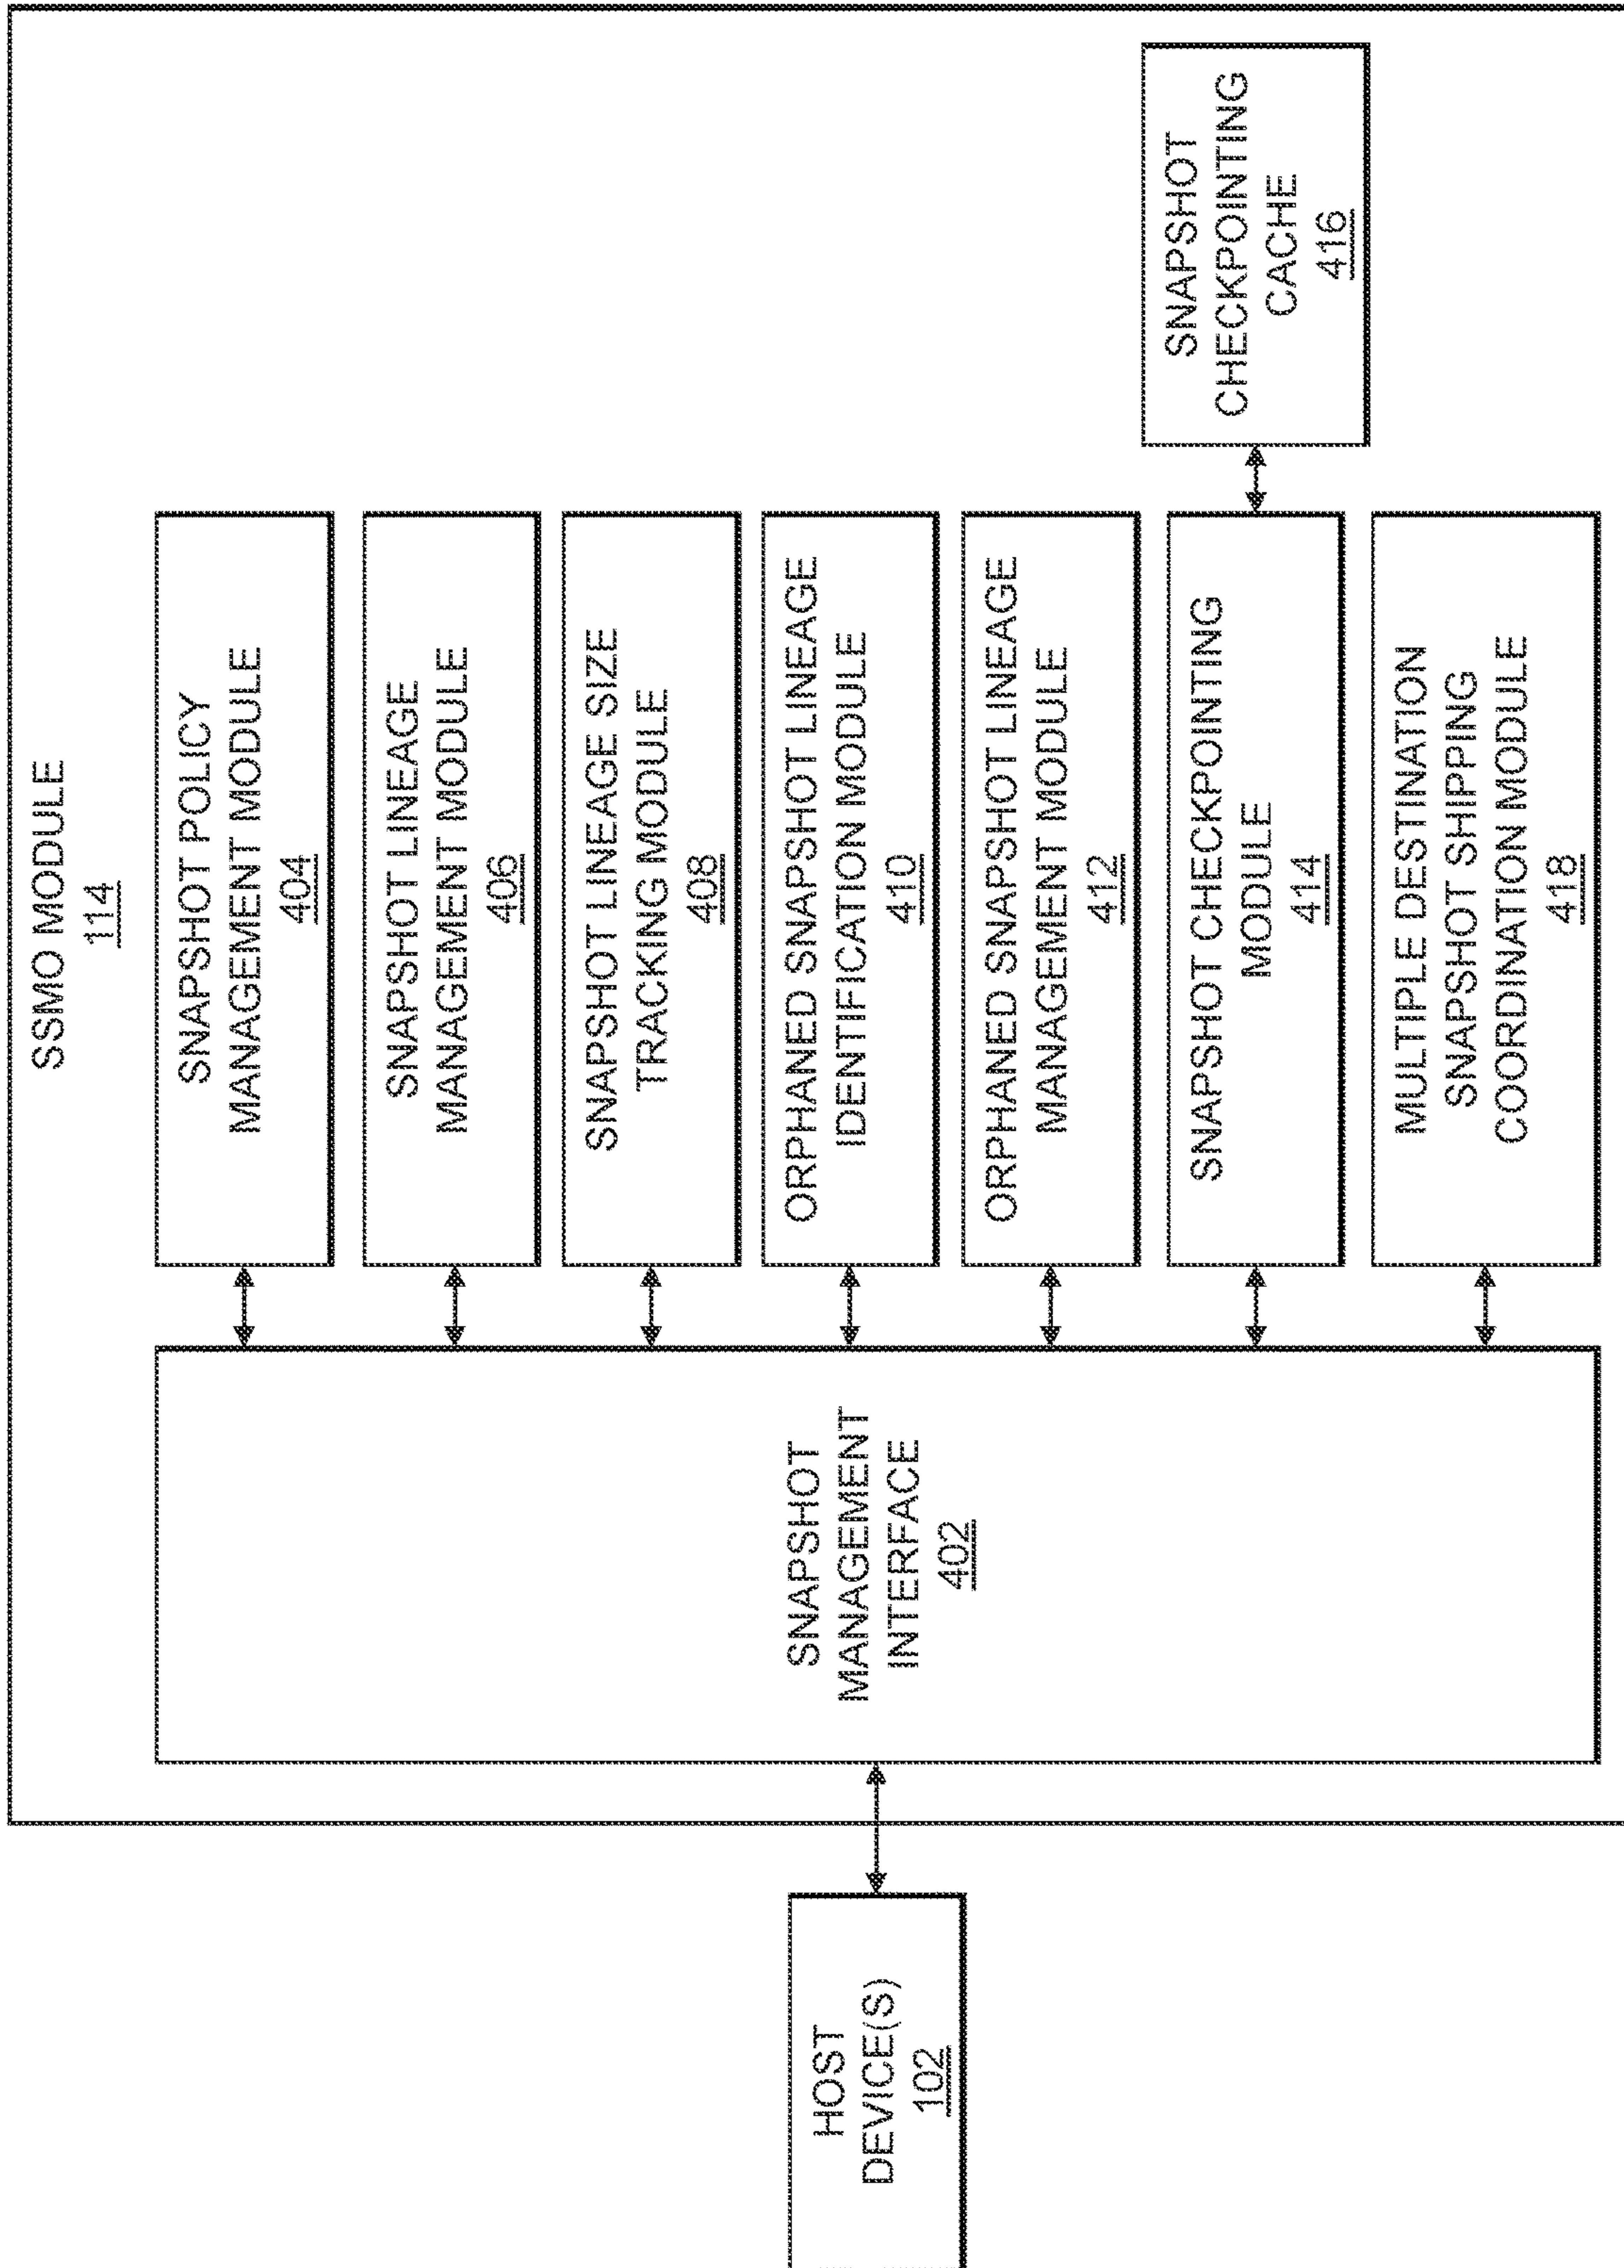 SSMO MODULE
114
HOST
DEVICE(S)
102
SNAPSHOT
MANAGEMENT
INTERFACE
402
SNAPSHOT POLICY
MANAGEMENT MODULE
404
SNAPSHOT LINEAGE
MANAGEMENT MODULE
406
SNAPSHOT LINEAGE SIZE
TRACKING MODULE
408
ORPHANED SNAPSHOT LINEAGE
IDENTIFICATION MODULE
410
ORPHANED SNAPSHOT LINEAGE
MANAGEMENT MODULE
412
SNAPSHOT CHECKPOINTING
MODULE
414
SNAPSHOT
CHECKPOINTING
CACHE
416
MULTIPLE DESTINATION
SNAPSHOT SHIPPING
COORDINATION MODULE
418